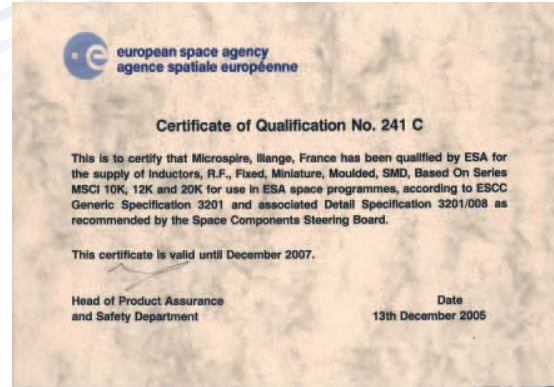 european space agency
agence spatiale européenne
Certificate of Qualification No. 241 C
This is to certify that Microspire, Illange, France has been qualified by ESA for
the supply of Inductors, R.F., Fixed, Miniature, Moulded, SMD, Based On Series
MSCI 10K, 12K and 20K for use in ESA space programmes, according to ESCC
Generic Specification 3201 and associated Detail Specification 3201/008 as
recommended by the Space Components Steering Board.
This certificate is valid until December 2007.
Head of Product Assurance
and Safety Department
Date
13th December 2005